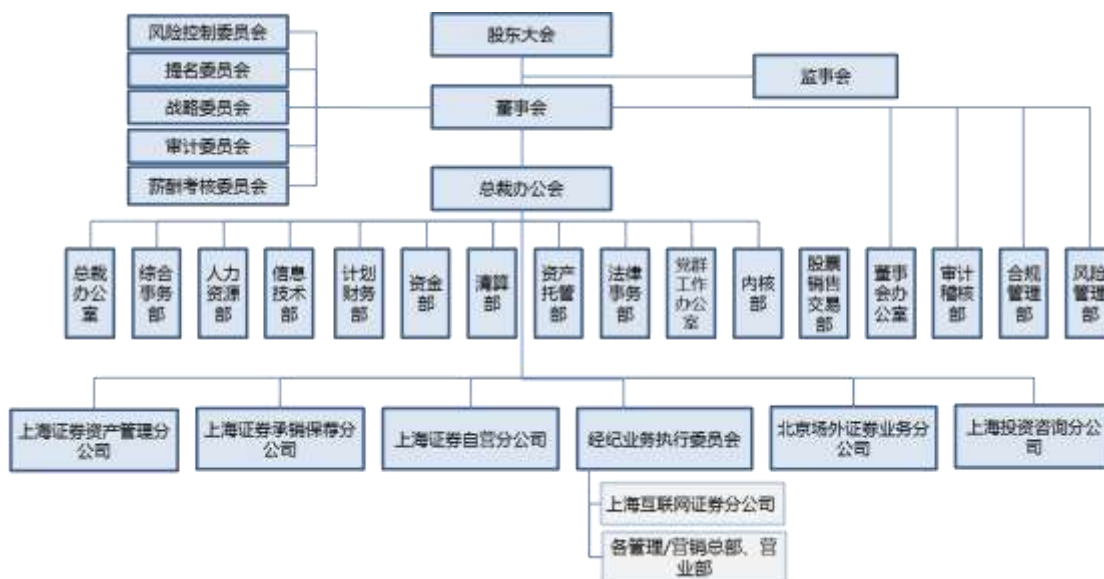 风险控制委员会
股东大会
提名委员会
监事会
战略委员会
董事会
审计委员会
薪酬考核委员会
总裁办公会
总裁
办公
室
综合
事务
部
人力
资源
部
信息
技术
部
计划
财务
部
资金
部
清算
部
资产
托管
部
法律
事务
部
党群
工作
办公
室
内核
部
股票
销售
交易
部
董事
会办
公室
审计
稽核
部
合规
管理
部
风险
管理
部
上海证券资产管理分
公司
上海证券承销保荐分
公司
上海证券自营分公司
经纪业务执行委员会
北京场外证券业务分
公司
上海投资咨询分公
司
上海互联网证券分公司
各管理/营销总部、营
业部